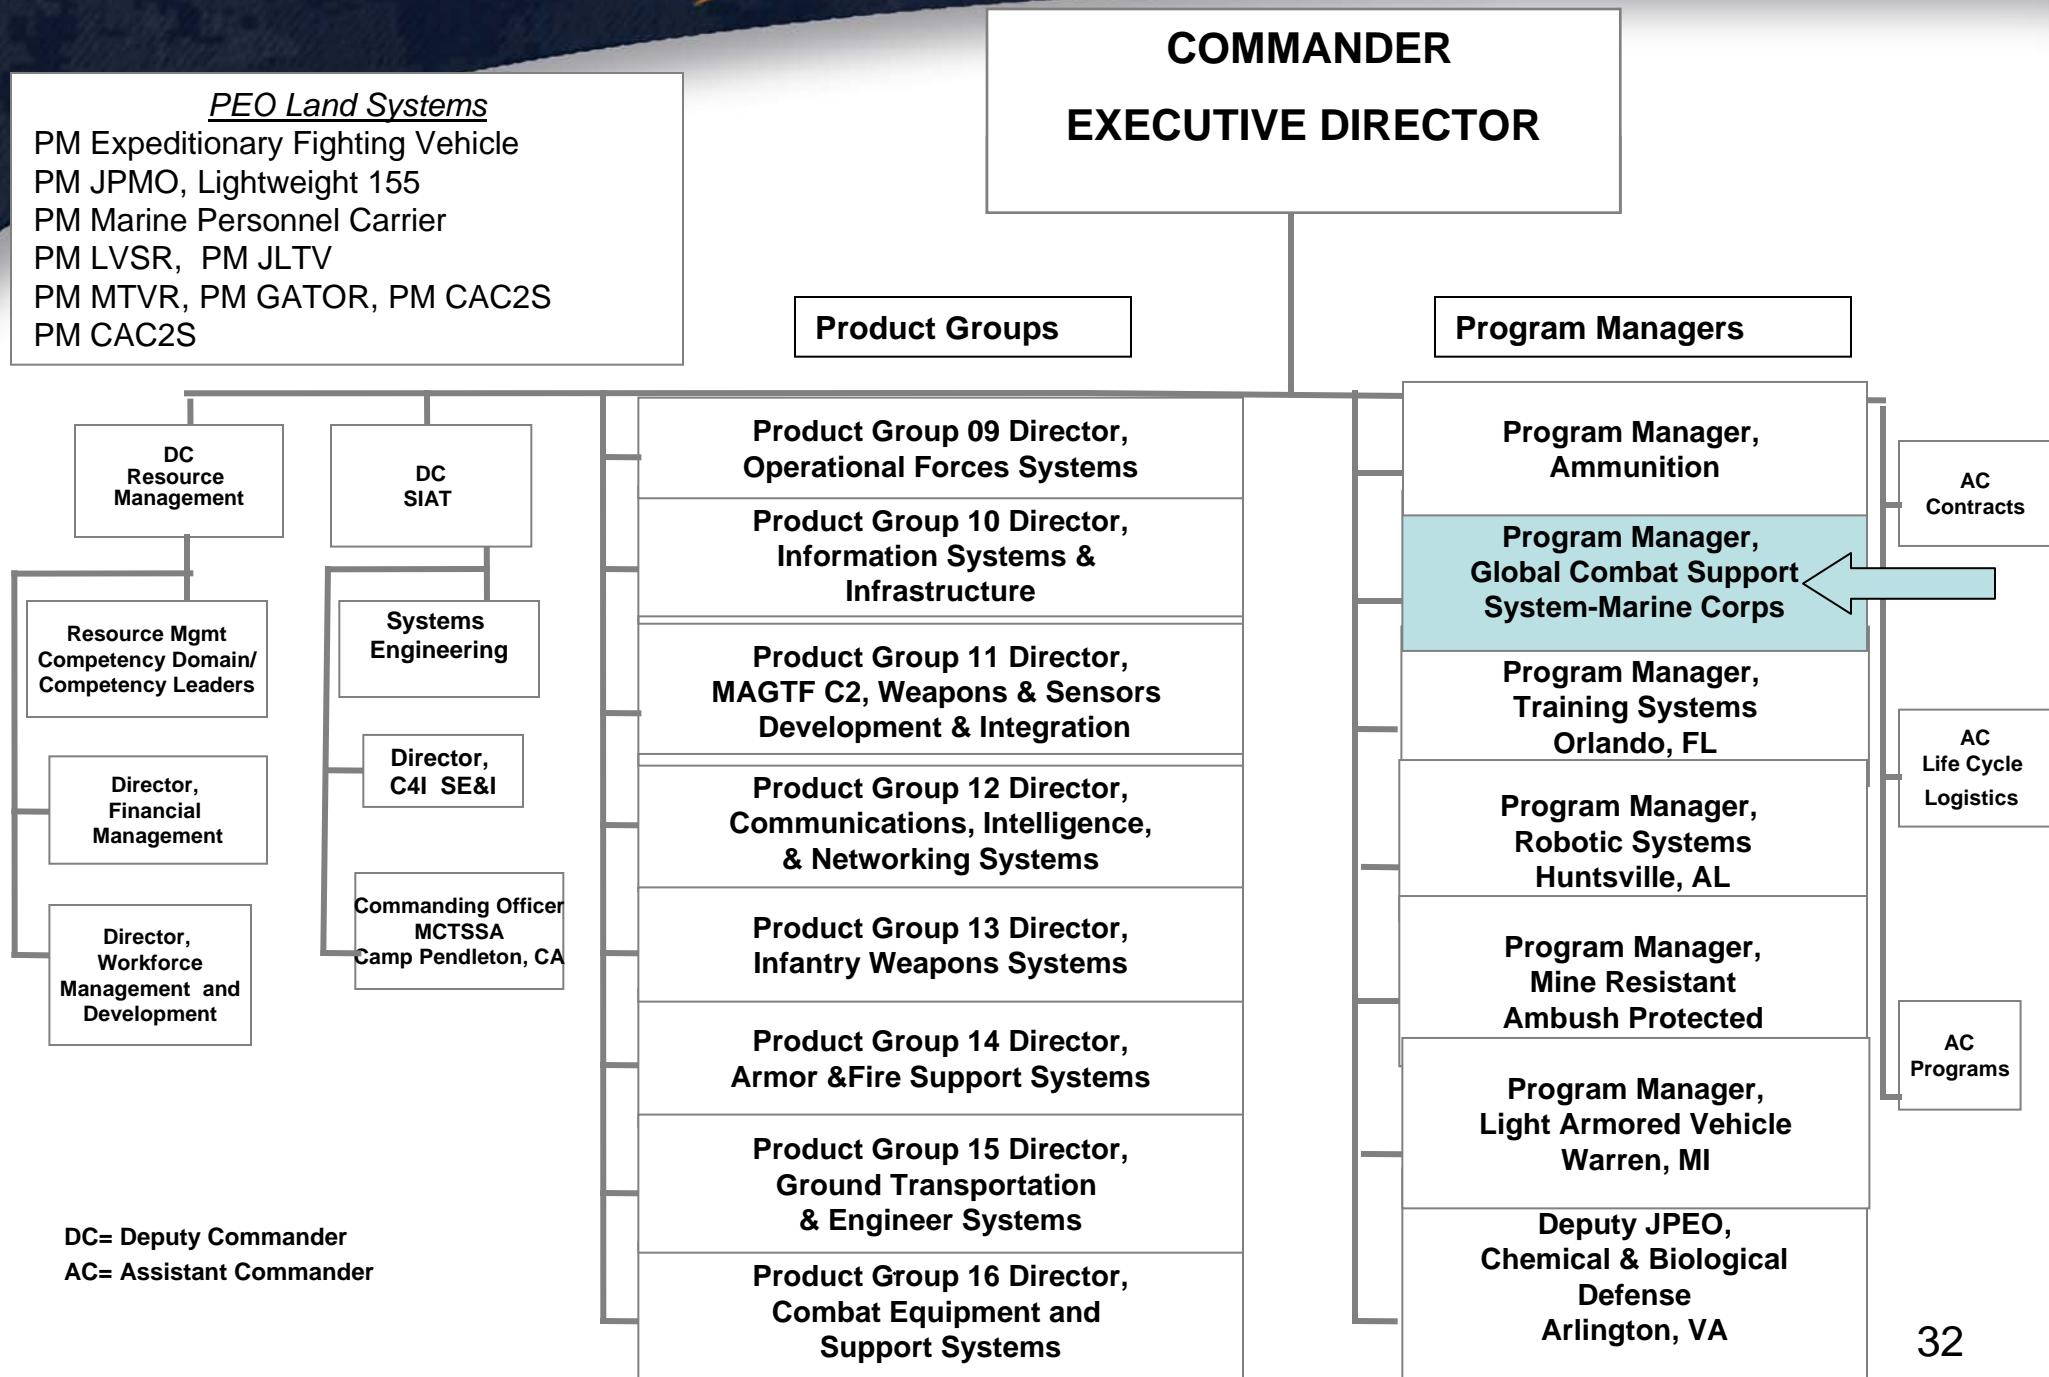 COMMANDER
EXECUTIVE DIRECTOR
PEO Land Systems
PM Expeditionary Fighting Vehicle
PM JPMO, Lightweight 155
PM Marine Personnel Carrier
PM LVSR,  PM JLTV
PM MTVR, PM GATOR, PM CAC2S
PM CAC2S
Product Groups
Program Managers
DC
Resource
Management
Resource Mgmt
Competency Domain/
Competency Leaders
Director,
Financial
Management
Director,
Workforce
Management  and
Development
DC
SIAT
Systems
Engineering
Director,
C4I  SE&I
Commanding Officer
MCTSSA
Camp Pendleton, CA
Product Group 09 Director,
Operational Forces Systems
Product Group 10 Director,
Information Systems &
Infrastructure
Product Group 11 Director,
MAGTF C2, Weapons & Sensors
Development & Integration
Product Group 12 Director,
Communications, Intelligence,
& Networking Systems
Product Group 13 Director,
Infantry Weapons Systems
Product Group 14 Director,
Armor &Fire Support Systems
Product Group 15 Director,
Ground Transportation
& Engineer Systems
Product Group 16 Director,
Combat Equipment and
Support Systems
Program Manager,
Ammunition
Program Manager,
Global Combat Support
System-Marine Corps
Program Manager,
Training Systems
Orlando, FL
Program Manager,
Robotic Systems
Huntsville, AL
Program Manager,
Mine Resistant
Ambush Protected
Program Manager,
Light Armored Vehicle
Warren, MI
Deputy JPEO,
Chemical & Biological
Defense
Arlington, VA
AC
Contracts
AC
Life Cycle
Logistics
AC
Programs
DC= Deputy Commander
AC= Assistant Commander
32